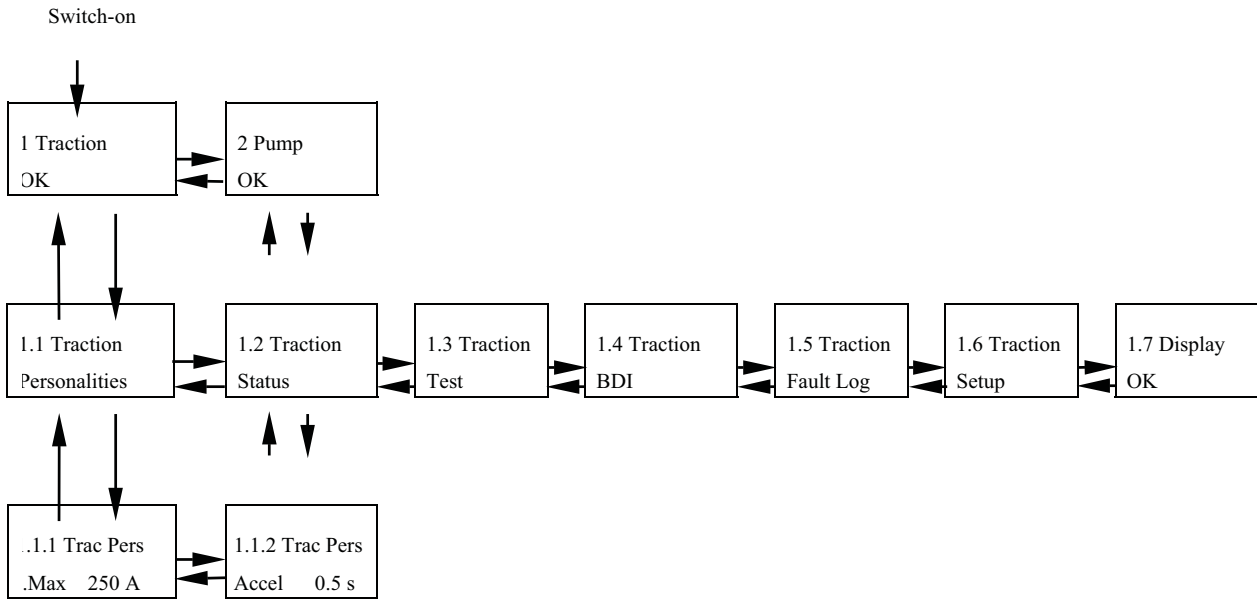 Switch-on
1 Traction
OK
2 Pump
OK
1.1 Traction
Personalities
1.2 Traction
Status
1.3 Traction
Test
1.4 Traction
BDI
1.5 Traction
Fault Log
1.6 Traction
Setup
1.7 Display
OK
.1.1 Trac Pers
.Max 250 A
1.1.2 Trac Pers
Accel 0.5 s